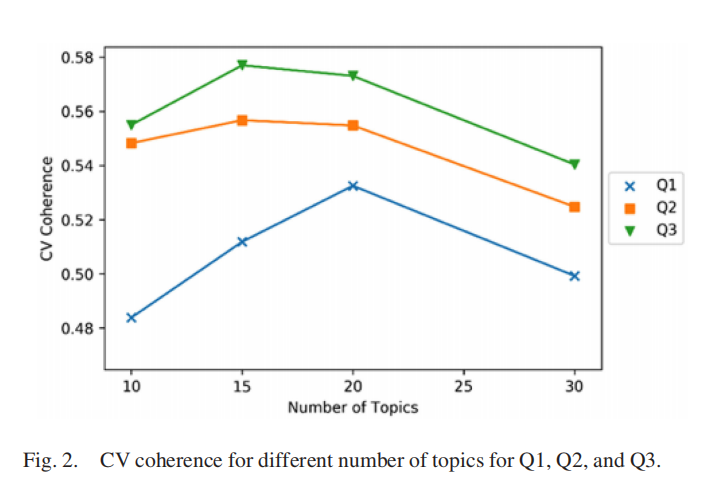 0.58
0.56
0.54
0.52
0.50
0.48
CV Coherence
10 15 20 25 30
Number of Topics
Q1
Q2
Q3
Fig. 2. CV coherence for different number of topics for Q1, Q2, and Q3.